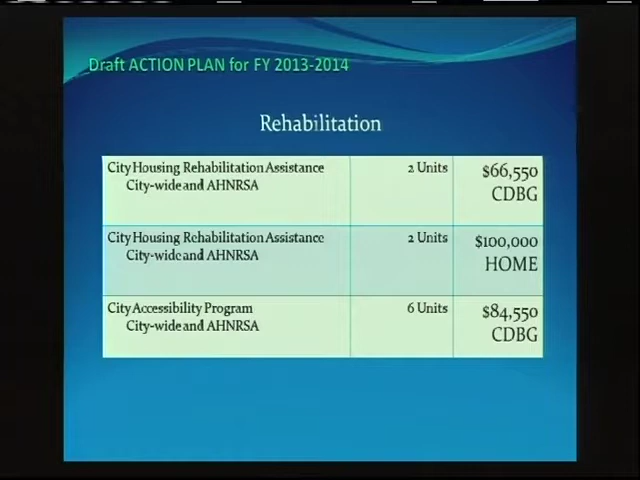 Draft ACTION PLAN for FY 2013-2014
Rehabilitation
City Housing Rehabilitation Assistance 2 Units $66,550
City-wide and AHNRSA CDBG
City Housing Rehabilitation Assistance 2 Units $100,000
City-wide and AHNRSA HOME
City Accessibility Program 6 Units $84,550
City-wide and AHNRSA CDBG